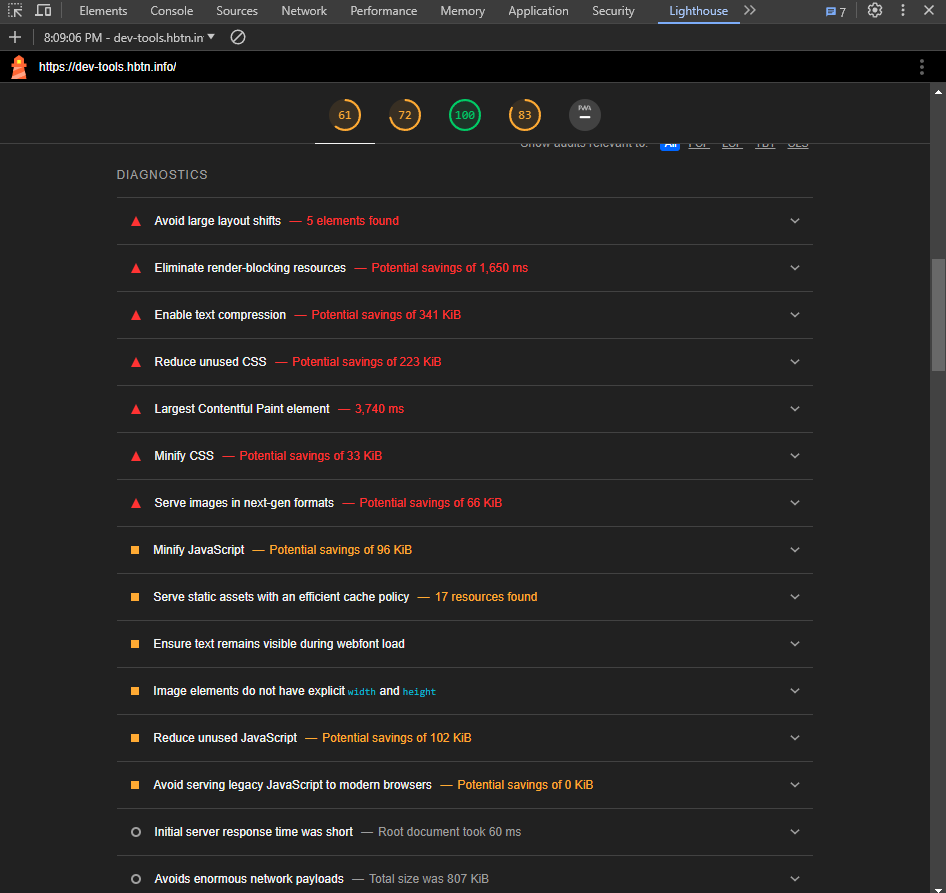 Elements Console Sources Network Performance Memory Application Security Lighthouse 7
8:09:06 PM - dev-tools.hbtn.in
https://dev-tools.hbtn.info/
61 72 100 83 PWA
Show audits relevant to: All FCP LCP TBT CLS
DIAGNOSTICS
Avoid large layout shifts — 5 elements found
Eliminate render-blocking resources — Potential savings of 1,650 ms
Enable text compression — Potential savings of 341 KiB
Reduce unused CSS — Potential savings of 223 KiB
Largest Contentful Paint element — 3,740 ms
Minify CSS — Potential savings of 33 KiB
Serve images in next-gen formats — Potential savings of 66 KiB
Minify JavaScript — Potential savings of 96 KiB
Serve static assets with an efficient cache policy — 17 resources found
Ensure text remains visible during webfont load
Image elements do not have explicit width and height
Reduce unused JavaScript — Potential savings of 102 KiB
Avoid serving legacy JavaScript to modern browsers — Potential savings of 0 KiB
Initial server response time was short — Root document took 60 ms
Avoids enormous network payloads — Total size was 807 KiB